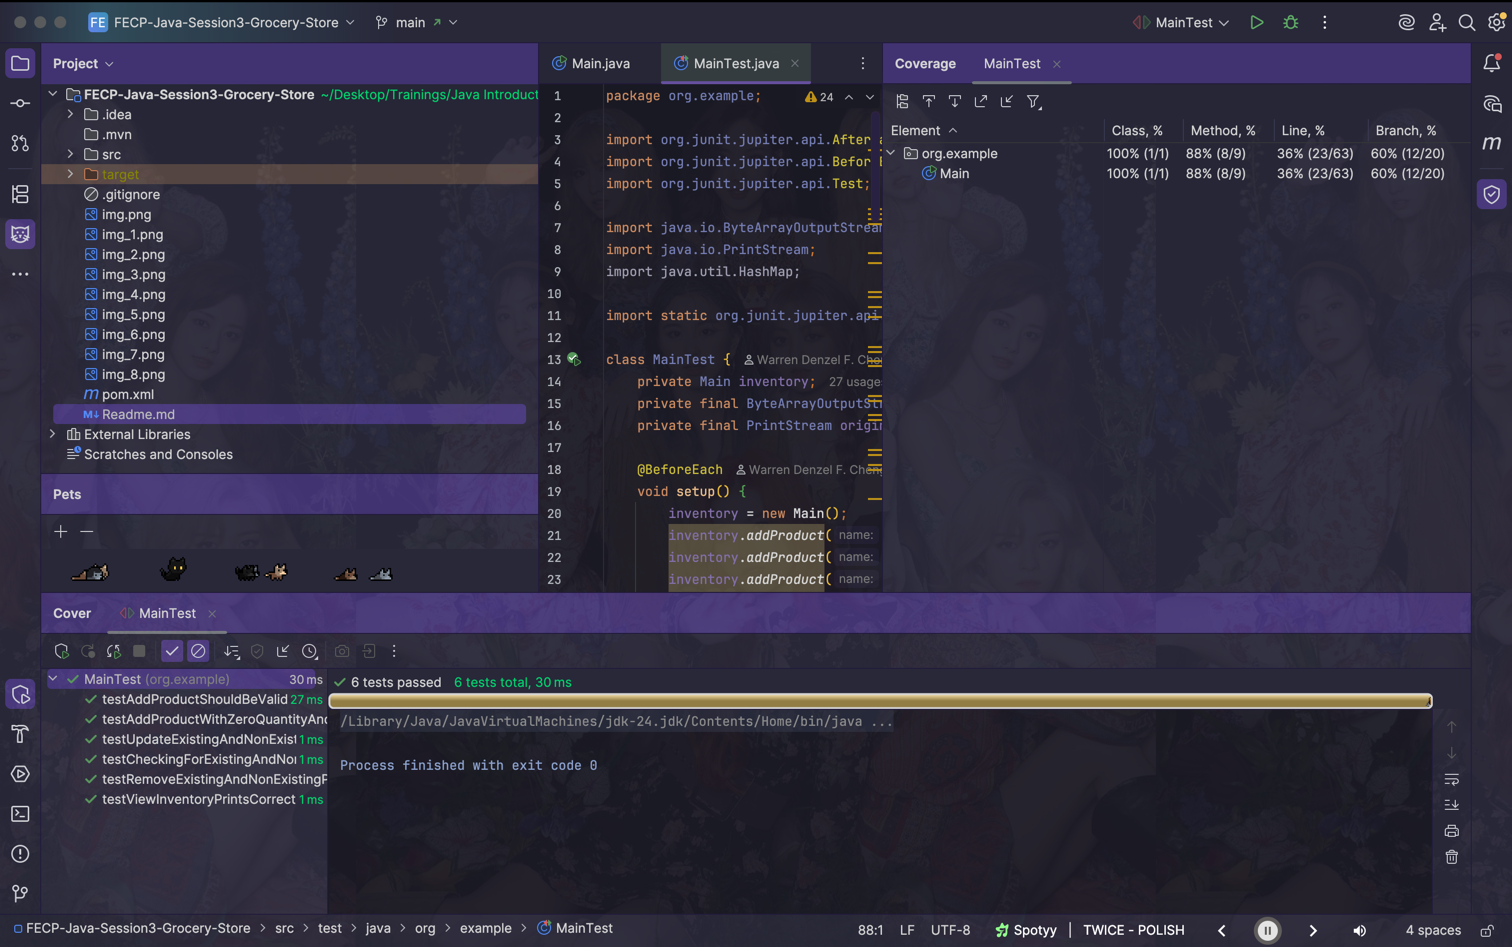 FE FECP-Java-Session3-Grocery-Store main MainTest
Project
FECP-Java-Session3-Grocery-Store ~/Desktop/Trainings/Java Introduct
.idea
.mvn
src
target
.gitignore
img.png
img_1.png
img_2.png
img_3.png
img_4.png
img_5.png
img_6.png
img_7.png
img_8.png
m pom.xml
M↓ Readme.md
External Libraries
Scratches and Consoles
Pets
Main.java MainTest.java
24
1 package org.example;
2
3 import org.junit.jupiter.api.After
4 import org.junit.jupiter.api.Befor
5 import org.junit.jupiter.api.Test;
6
7 import java.io.ByteArrayOutputStream
8 import java.io.PrintStream;
9 import java.util.HashMap;
10
11 import static org.junit.jupiter.api
12
13 class MainTest { Warren Denzel F. Che
14 private Main inventory; 27 usage
15 private final ByteArrayOutputStr
16 private final PrintStream origin
17
18 @BeforeEach Warren Denzel F. Cheng
19 void setup() {
20 inventory = new Main();
21 inventory.addProduct( name:
22 inventory.addProduct( name:
23 inventory.addProduct( name:
Coverage MainTest
Element Class, % Method, % Line, % Branch, %
org.example 100% (1/1) 88% (8/9) 36% (23/63) 60% (12/20)
Main 100% (1/1) 88% (8/9) 36% (23/63) 60% (12/20)
m
Cover MainTest
MainTest (org.example) 30 ms
testAddProductShouldBeValid 27 ms
testAddProductWithZeroQuantityAnd
testUpdateExistingAndNonExist 1 ms
testCheckingForExistingAndNon 1 ms
testRemoveExistingAndNonExistingP
testViewInventoryPrintsCorrect 1 ms
6 tests passed 6 tests total, 30 ms
/Library/Java/JavaVirtualMachines/jdk-24.jdk/Contents/Home/bin/java ...
Process finished with exit code 0
FECP-Java-Session3-Grocery-Store > src > test > java > org > example > MainTest
88:1 LF UTF-8 Spotyy | TWICE - POLISH 4 spaces